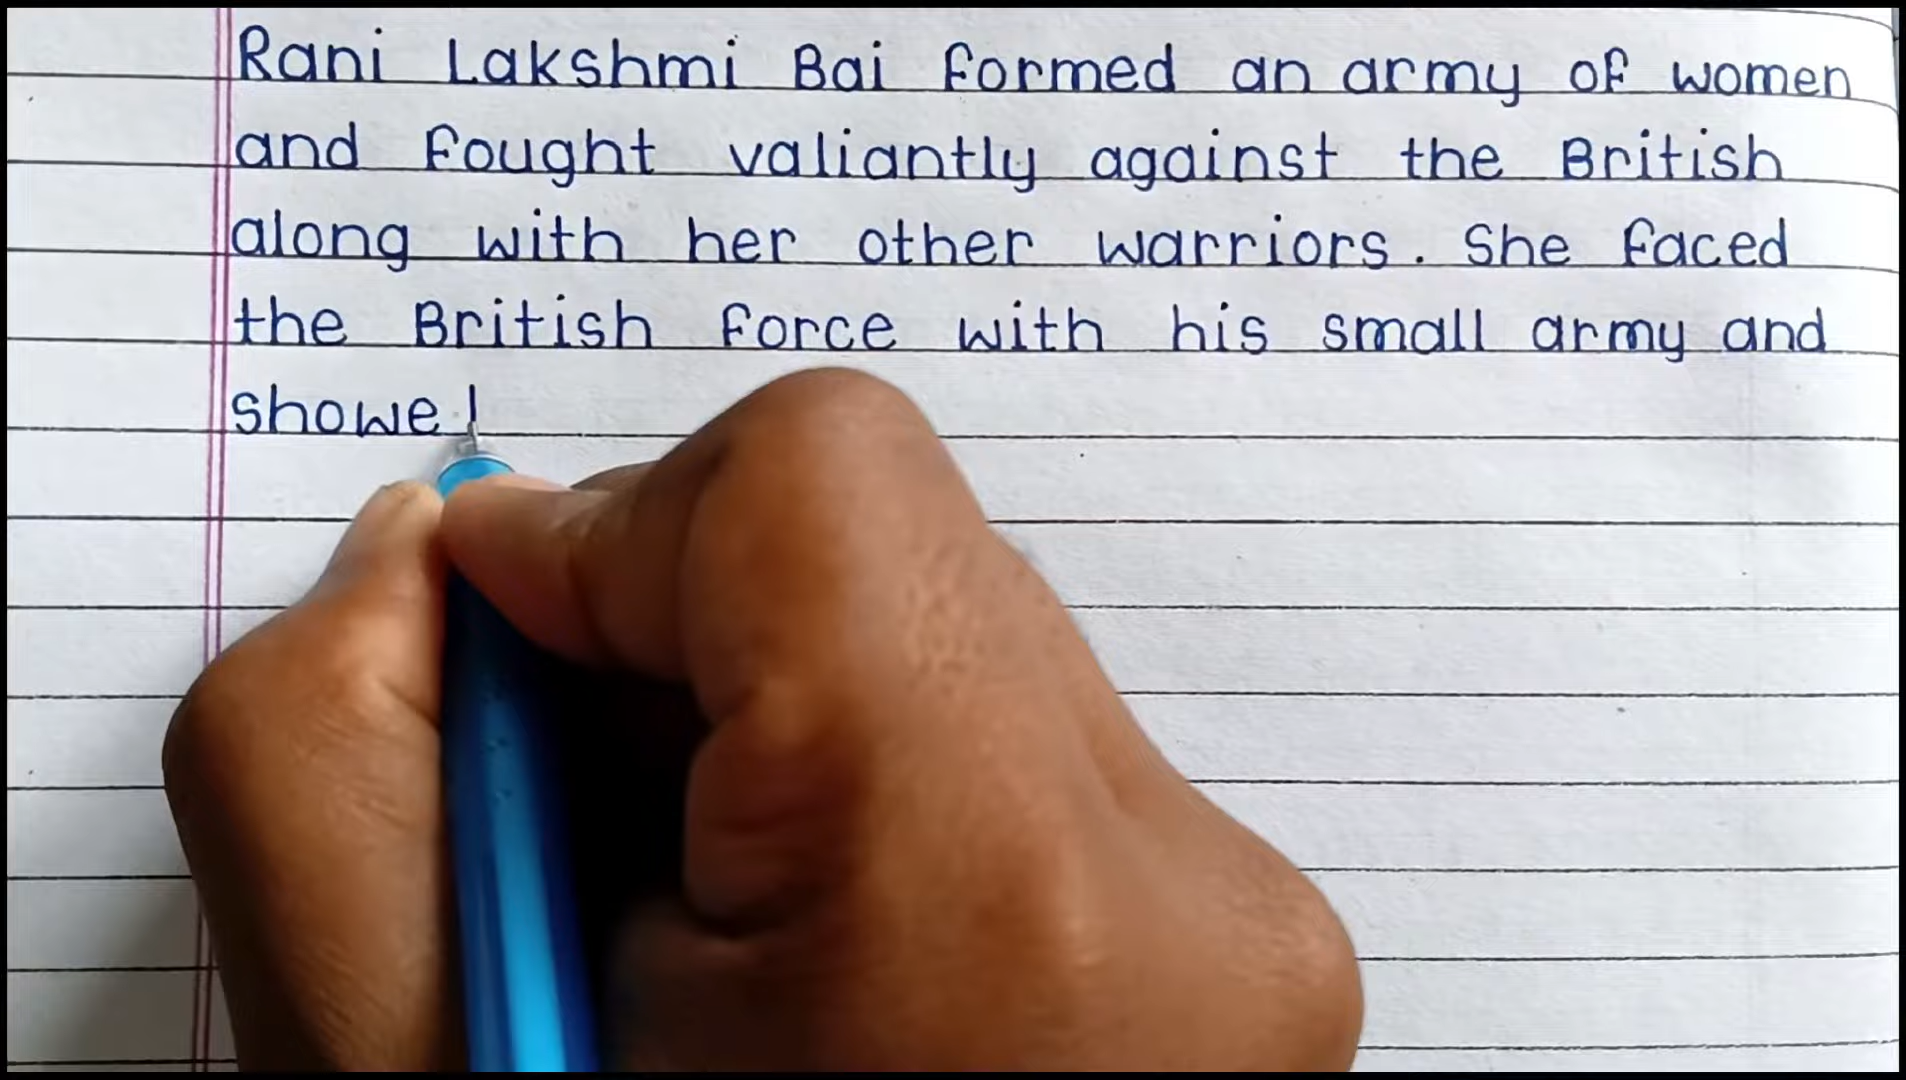 Rani Lakshmi Bai formed an army of women
and fought valiantly against the British
along with her other warriors. She faced
the British force with his small army and